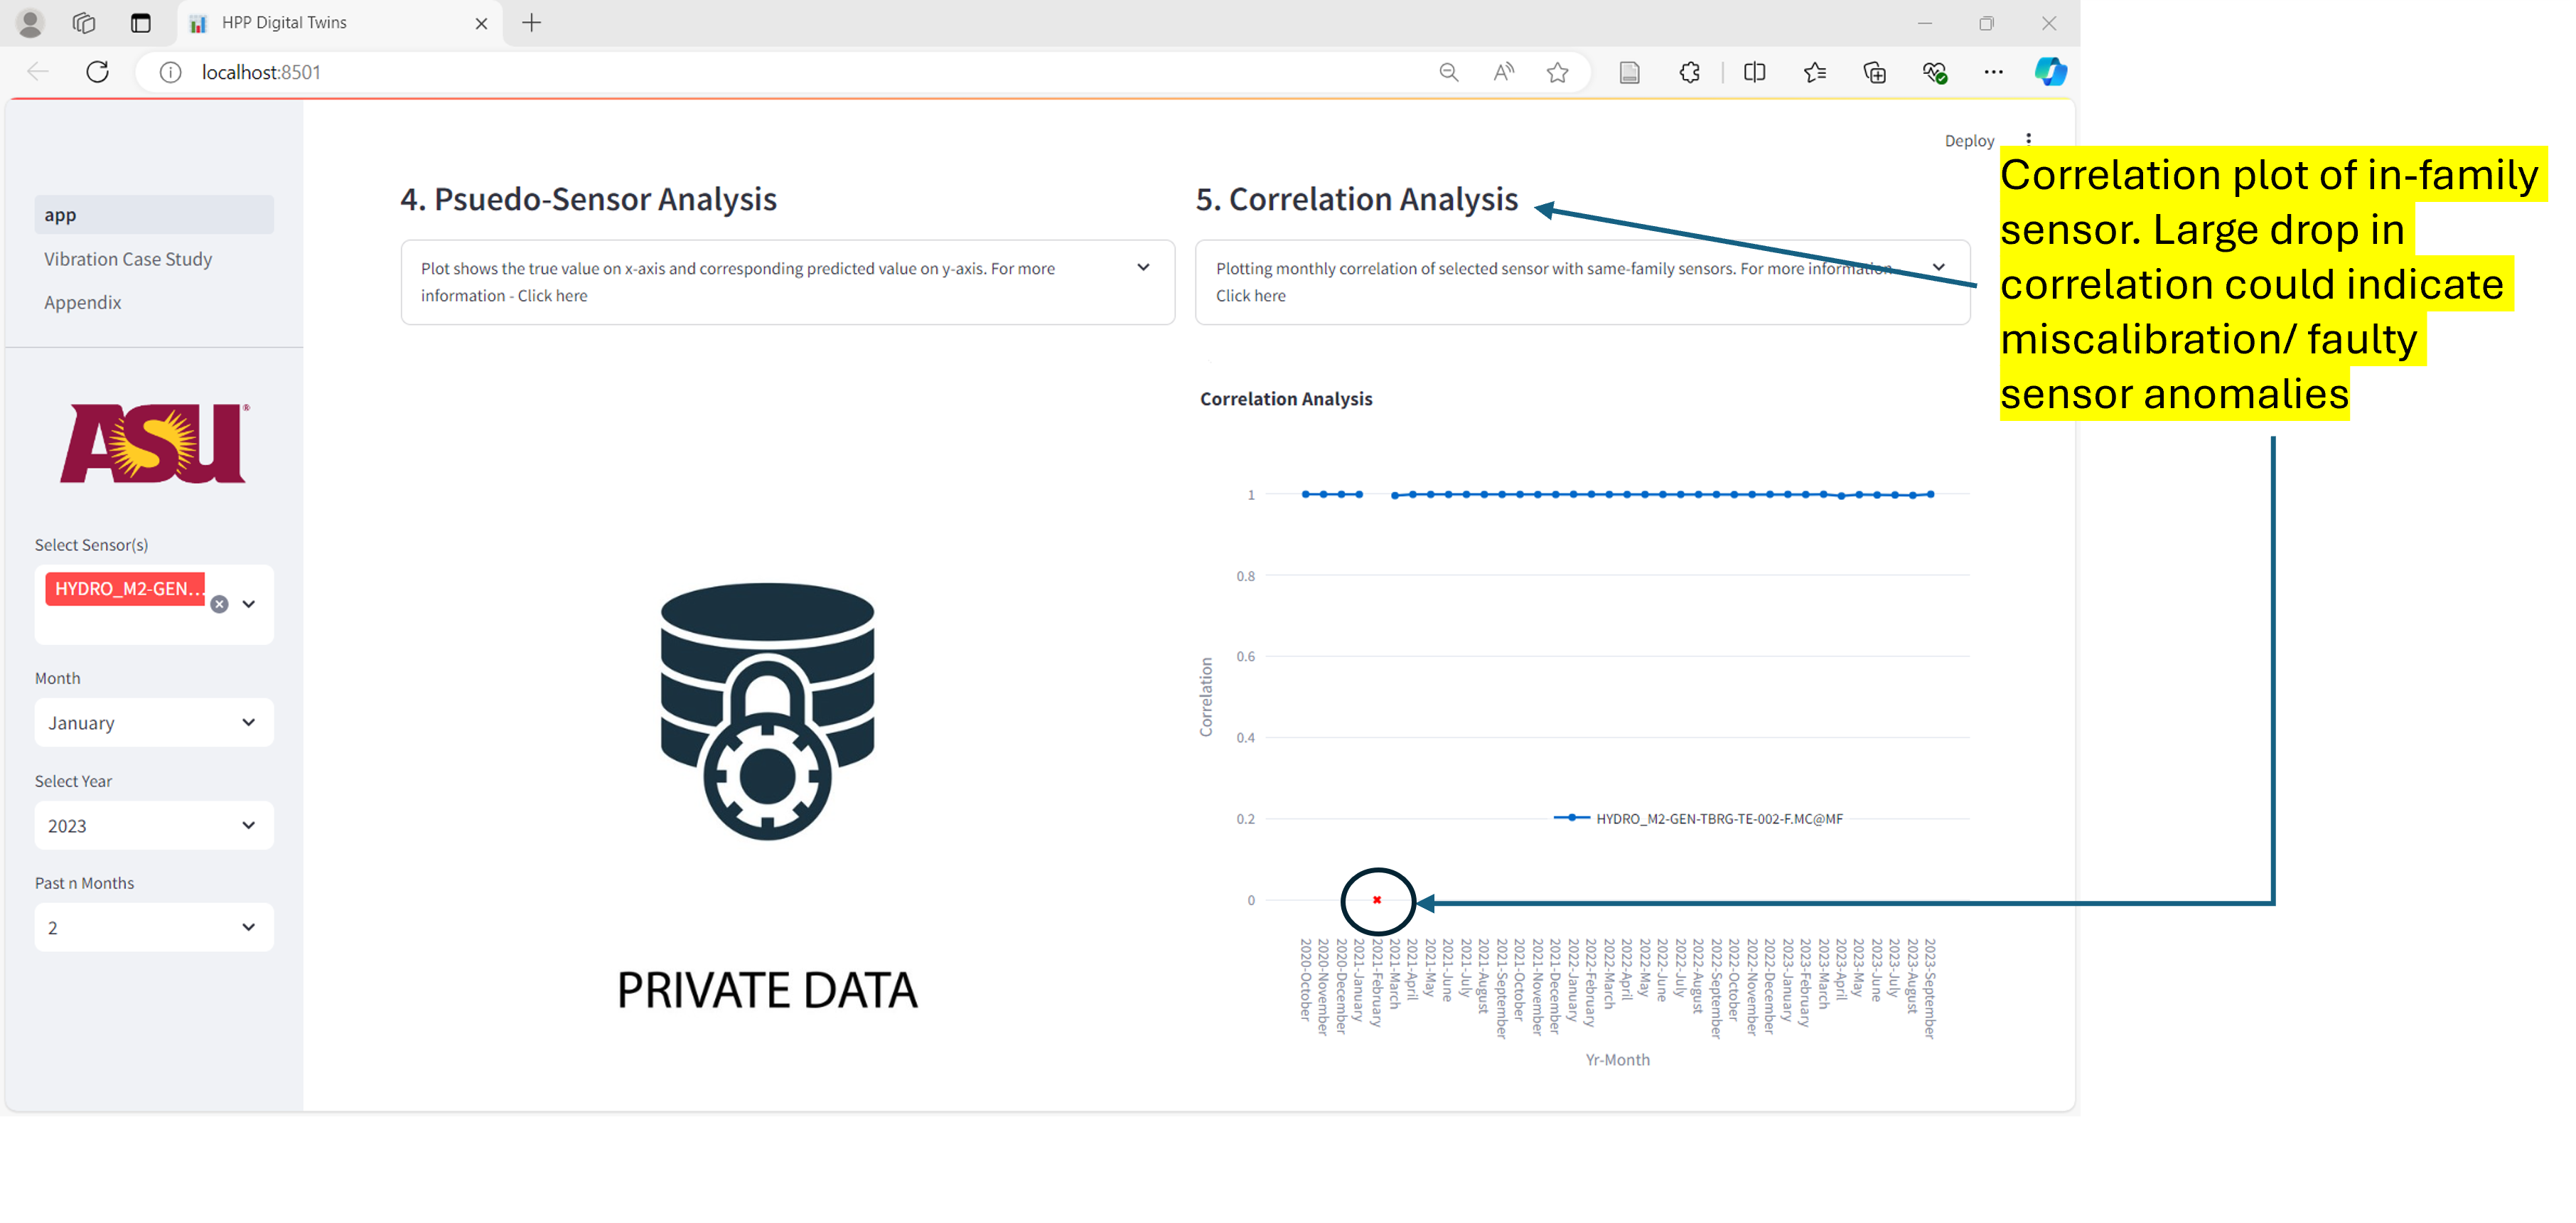 HPP Digital Twins
localhost:8501
Deploy
app
Vibration Case Study
Appendix
ASU®
Select Sensor(s)
HYDRO_M2-GEN...
Month
January
Select Year
2023
Past n Months
2
4. Psuedo-Sensor Analysis
Plot shows the true value on x-axis and corresponding predicted value on y-axis. For more
information - Click here
PRIVATE DATA
5. Correlation Analysis
Plotting monthly correlation of selected sensor with same-family sensors. For more information -
Click here
Correlation Analysis
1
0.8
0.6
0.4
0.2
0
Correlation
HYDRO_M2-GEN-TBRG-TE-002-F.MC@MF
2020-October
2020-November
2020-December
2021-January
2021-February
2021-March
2021-April
2021-May
2021-June
2021-July
2021-August
2021-September
2021-October
2021-November
2021-December
2022-January
2022-February
2022-March
2022-April
2022-May
2022-June
2022-July
2022-August
2022-September
2022-October
2022-November
2022-December
2023-January
2023-February
2023-March
2023-April
2023-May
2023-June
2023-July
2023-August
2023-September
Yr-Month
Correlation plot of in-family
sensor. Large drop in
correlation could indicate
miscalibration/ faulty
sensor anomalies